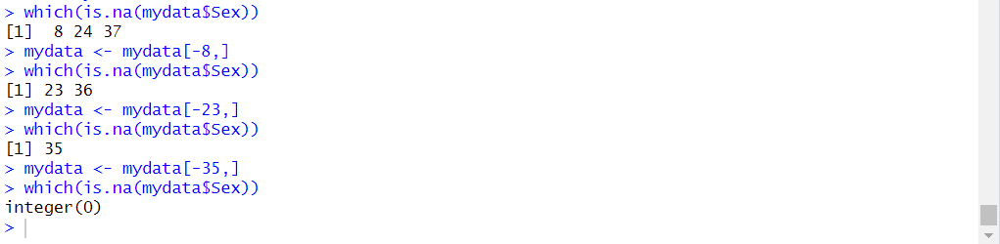 > which(is.na(mydata$Sex))
[1]  8 24 37
> mydata <- mydata[-8,]
> which(is.na(mydata$Sex))
[1] 23 36
> mydata <- mydata[-23,]
> which(is.na(mydata$Sex))
[1] 35
> mydata <- mydata[-35,]
> which(is.na(mydata$Sex))
integer(0)
>